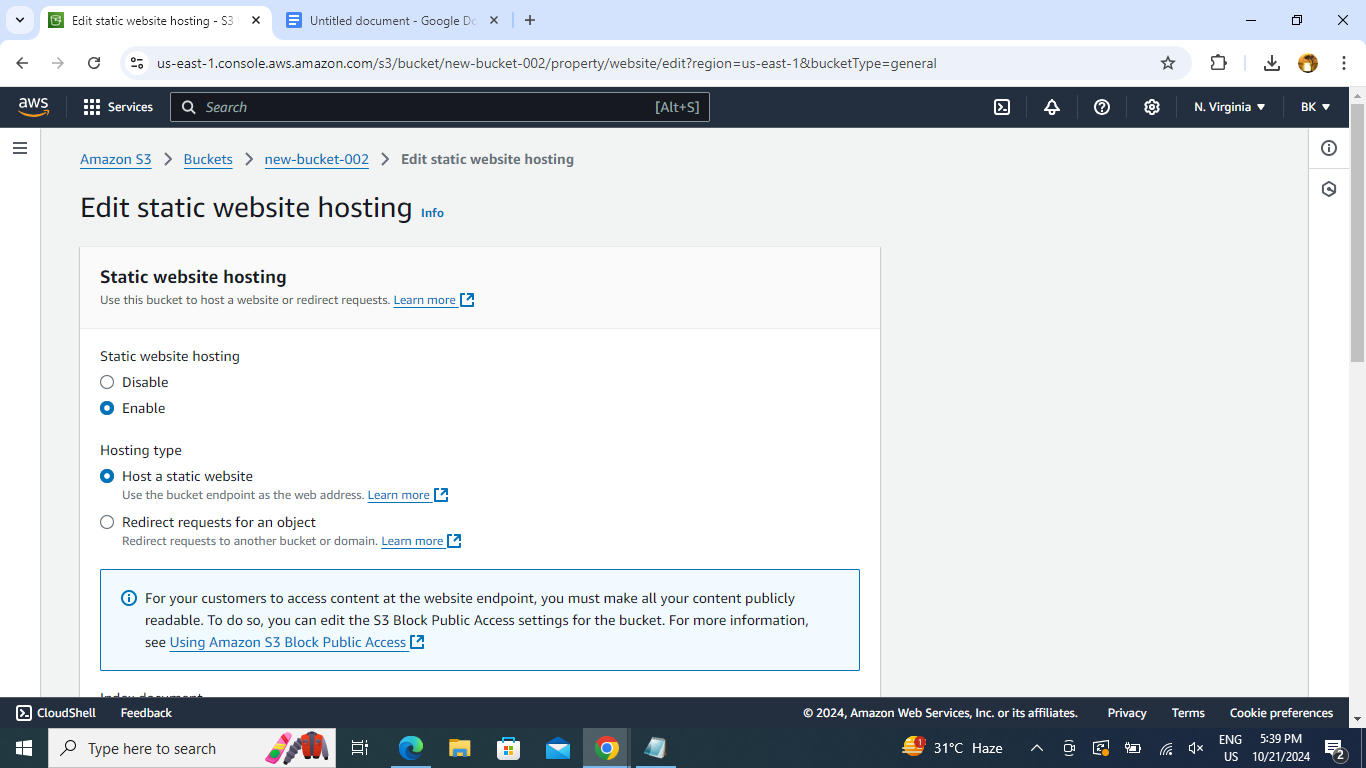 Edit static website hosting - S3
Untitled document - Google Do
us-east-1.console.aws.amazon.com/s3/bucket/new-bucket-002/property/website/edit?region=us-east-1&bucketType=general
aws
Services
Search
[Alt+S]
N. Virginia
BK
Amazon S3 > Buckets > new-bucket-002 > Edit static website hosting
Edit static website hosting Info
Static website hosting
Use this bucket to host a website or redirect requests. Learn more
Static website hosting
Disable
Enable
Hosting type
Host a static website
Use the bucket endpoint as the web address. Learn more
Redirect requests for an object
Redirect requests to another bucket or domain. Learn more
For your customers to access content at the website endpoint, you must make all your content publicly
readable. To do so, you can edit the S3 Block Public Access settings for the bucket. For more information,
see Using Amazon S3 Block Public Access
Index document
CloudShell Feedback © 2024, Amazon Web Services, Inc. or its affiliates. Privacy Terms Cookie preferences
Type here to search
1
31°C Haze
ENG
US
5:39 PM
10/21/2024
2